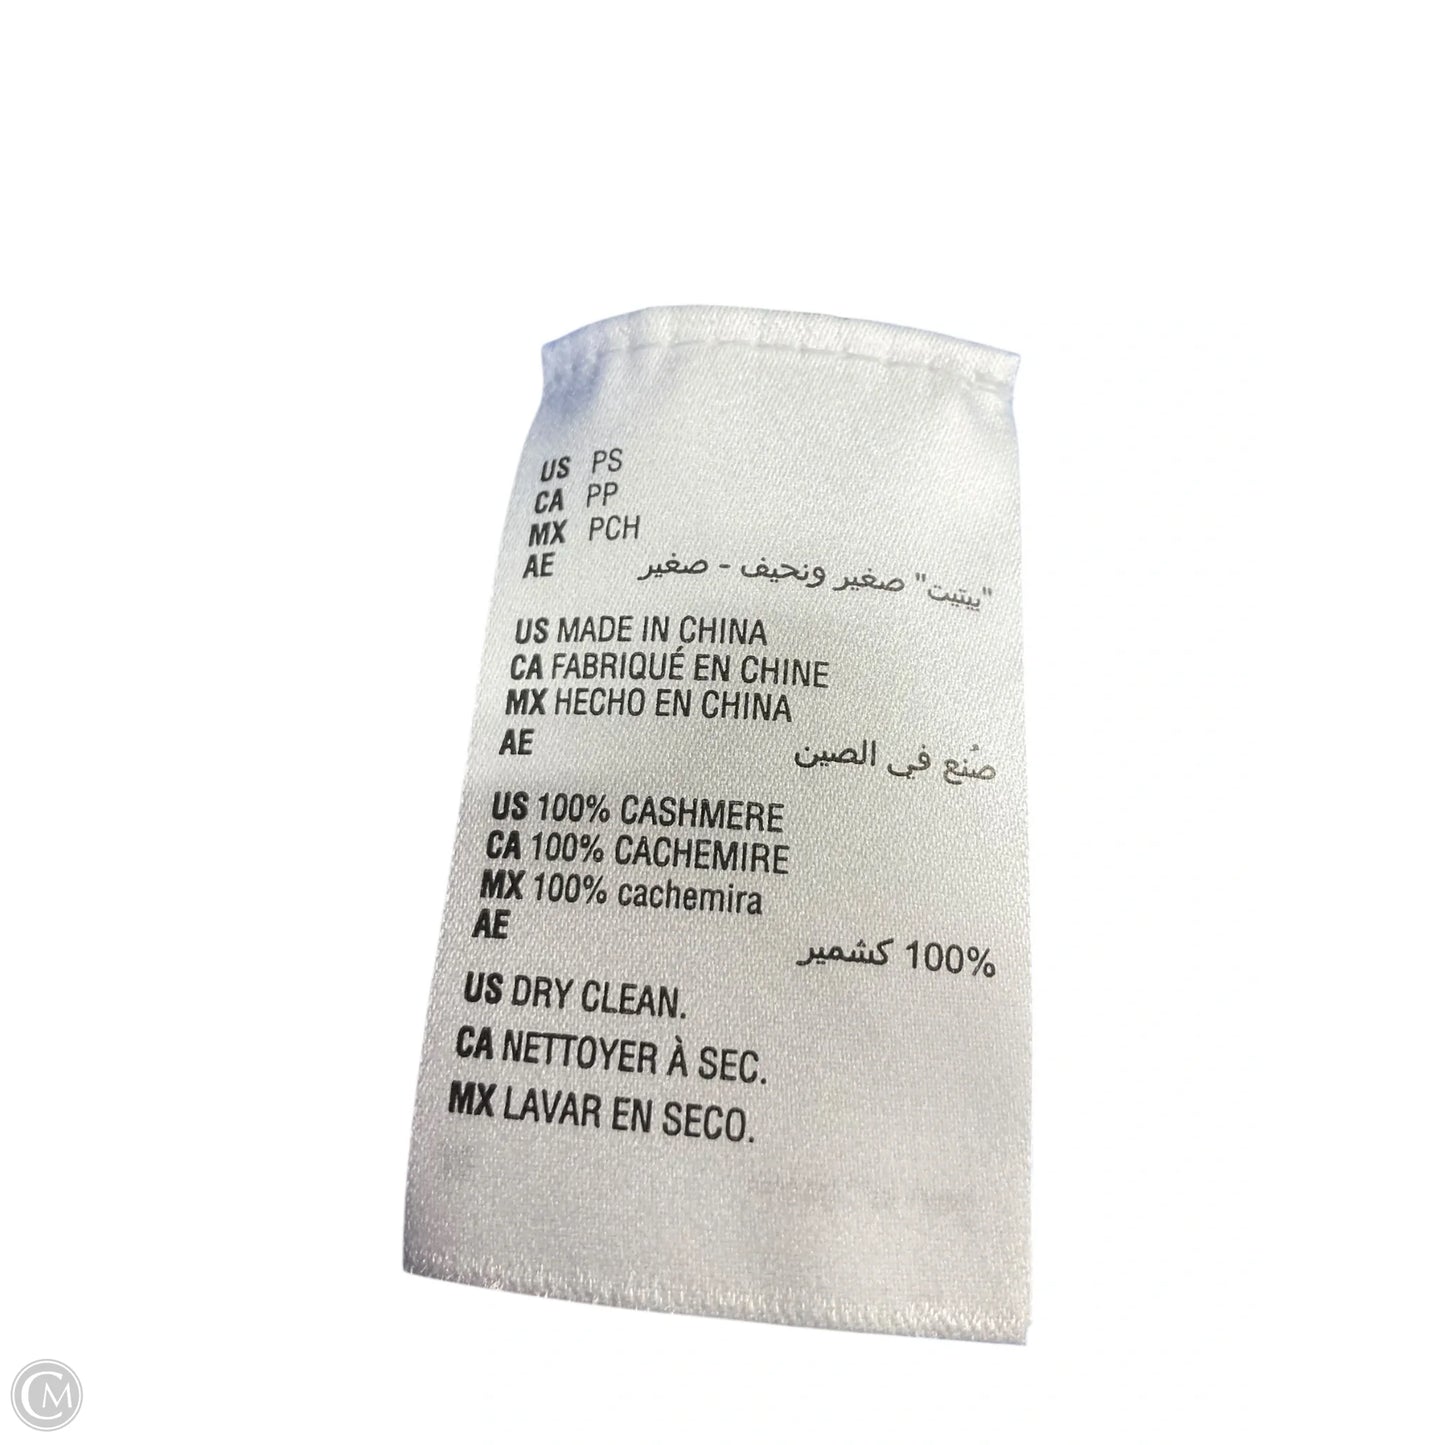 US PS
CA PP
MX PCH
AE "بيتيت" صغير ونحيف - صغير
US MADE IN CHINA
CA FABRIQUÉ EN CHINE
MX HECHO EN CHINA
AE صُنع في الصين
US 100% CASHMERE
CA 100% CACHEMIRE
MX 100% cachemira
AE 100% كشمير
US DRY CLEAN.
CA NETTOYER À SEC.
MX LAVAR EN SECO.
CM